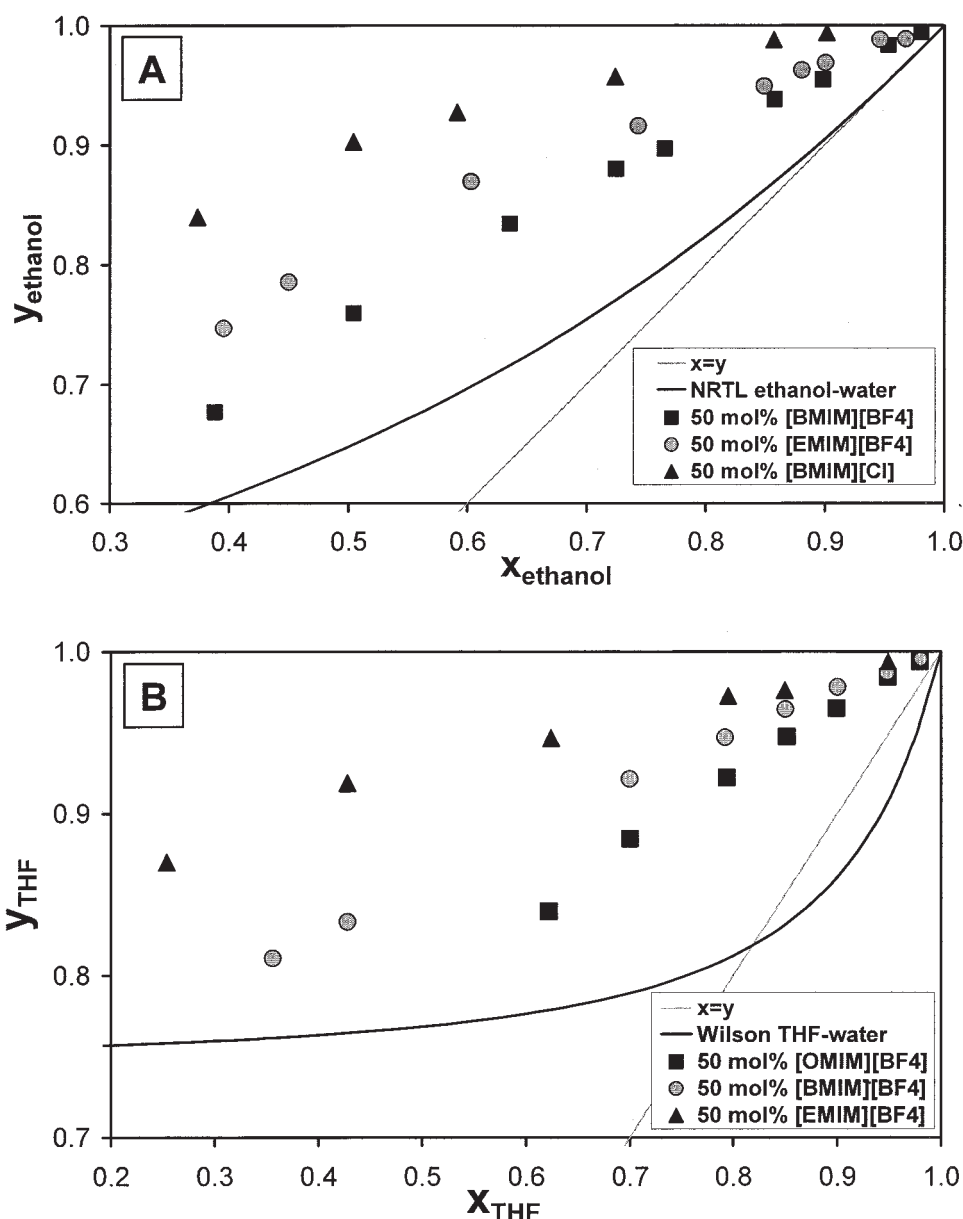 A
1.0
0.9
0.8
0.7
0.6
y_ethanol
0.3 0.4 0.5 0.6 0.7 0.8 0.9 1.0
x_ethanol
x=y
NRTL ethanol-water
50 mol% [BMIM][BF4]
50 mol% [EMIM][BF4]
50 mol% [BMIM][Cl]
B
1.0
0.9
0.8
0.7
y_THF
0.2 0.3 0.4 0.5 0.6 0.7 0.8 0.9 1.0
x_THF
x=y
Wilson THF-water
50 mol% [OMIM][BF4]
50 mol% [BMIM][BF4]
50 mol% [EMIM][BF4]